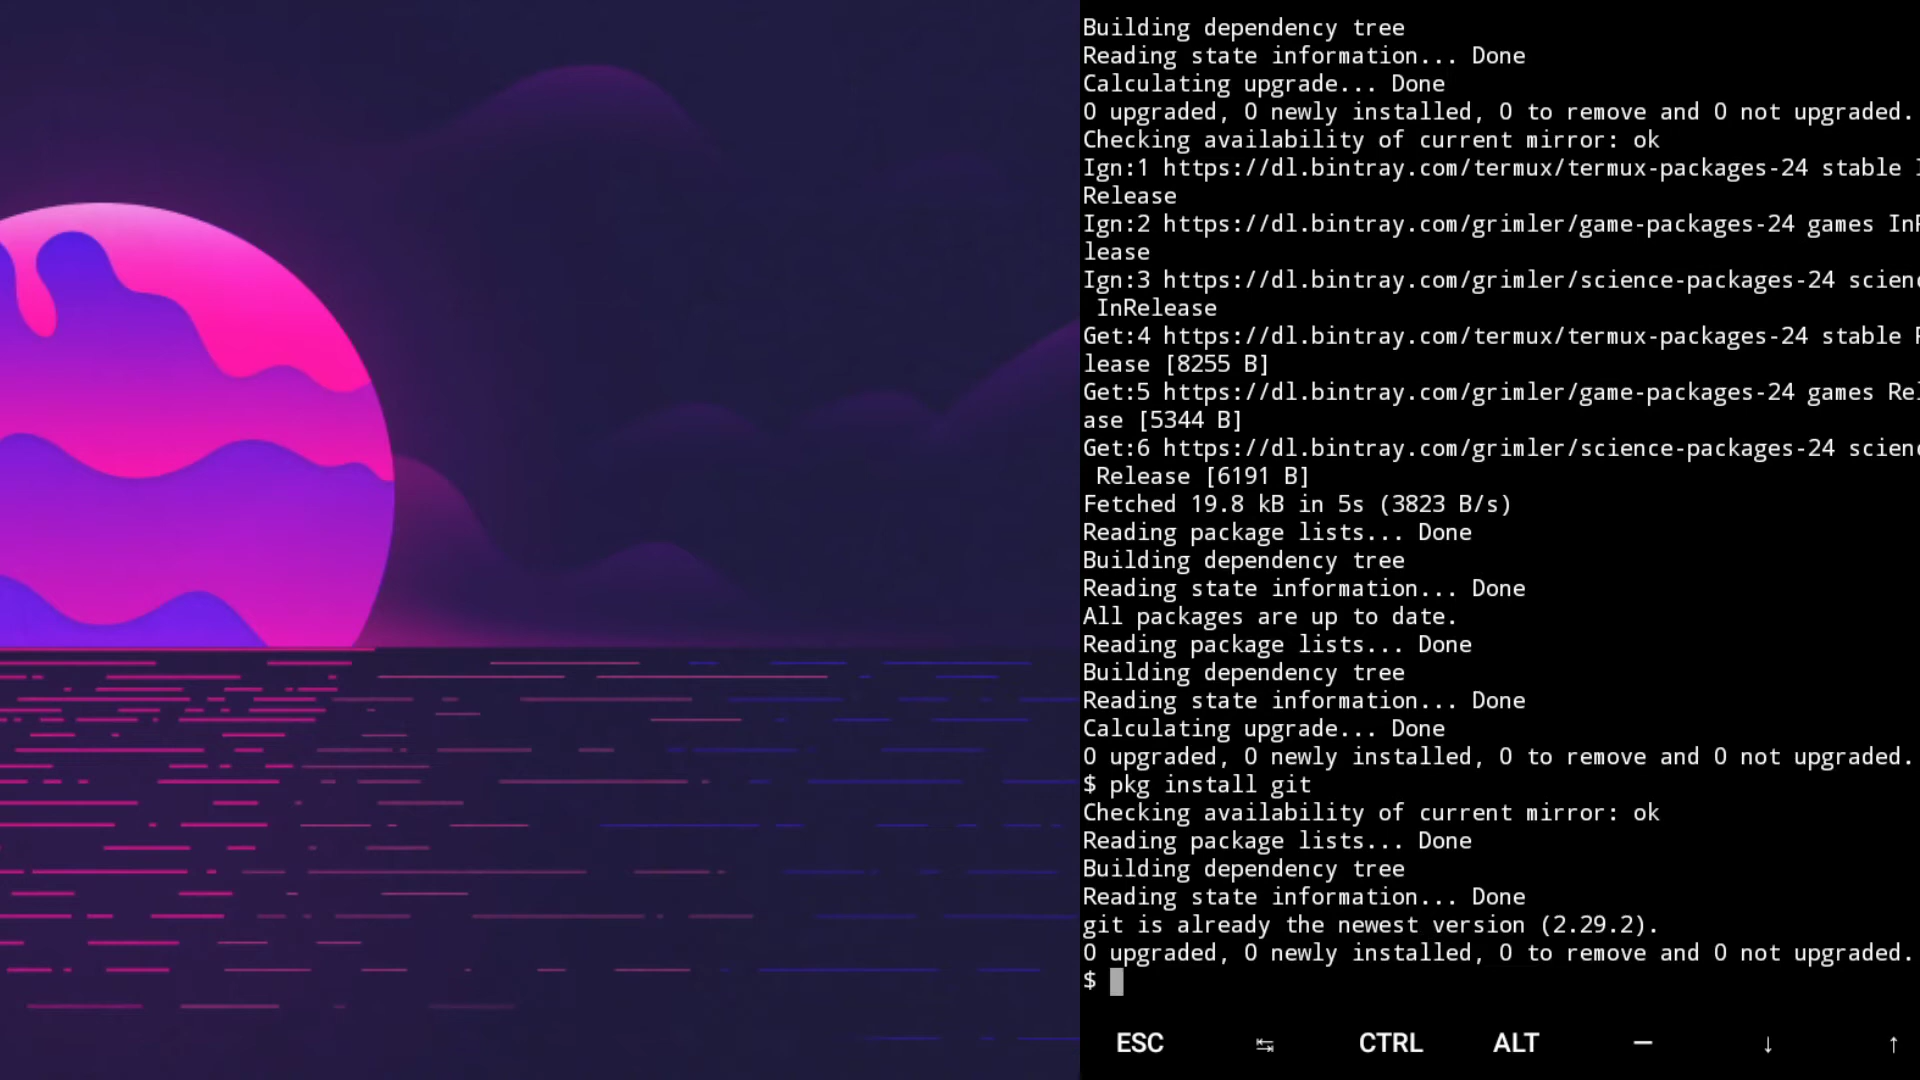 Building dependency tree
Reading state information... Done
Calculating upgrade... Done
0 upgraded, 0 newly installed, 0 to remove and 0 not upgraded.
Checking availability of current mirror: ok
Ign:1 https://dl.bintray.com/termux/termux-packages-24 stable
Release
Ign:2 https://dl.bintray.com/grimler/game-packages-24 games In
lease
Ign:3 https://dl.bintray.com/grimler/science-packages-24 scien
InRelease
Get:4 https://dl.bintray.com/termux/termux-packages-24 stable
lease [8255 B]
Get:5 https://dl.bintray.com/grimler/game-packages-24 games Rel
ase [5344 B]
Get:6 https://dl.bintray.com/grimler/science-packages-24 scien
Release [6191 B]
Fetched 19.8 kB in 5s (3823 B/s)
Reading package lists... Done
Building dependency tree
Reading state information... Done
All packages are up to date.
Reading package lists... Done
Building dependency tree
Reading state information... Done
Calculating upgrade... Done
0 upgraded, 0 newly installed, 0 to remove and 0 not upgraded.
$ pkg install git
Checking availability of current mirror: ok
Reading package lists... Done
Building dependency tree
Reading state information... Done
git is already the newest version (2.29.2).
0 upgraded, 0 newly installed, 0 to remove and 0 not upgraded.
$
ESC ↹ CTRL ALT — ↓ ↑